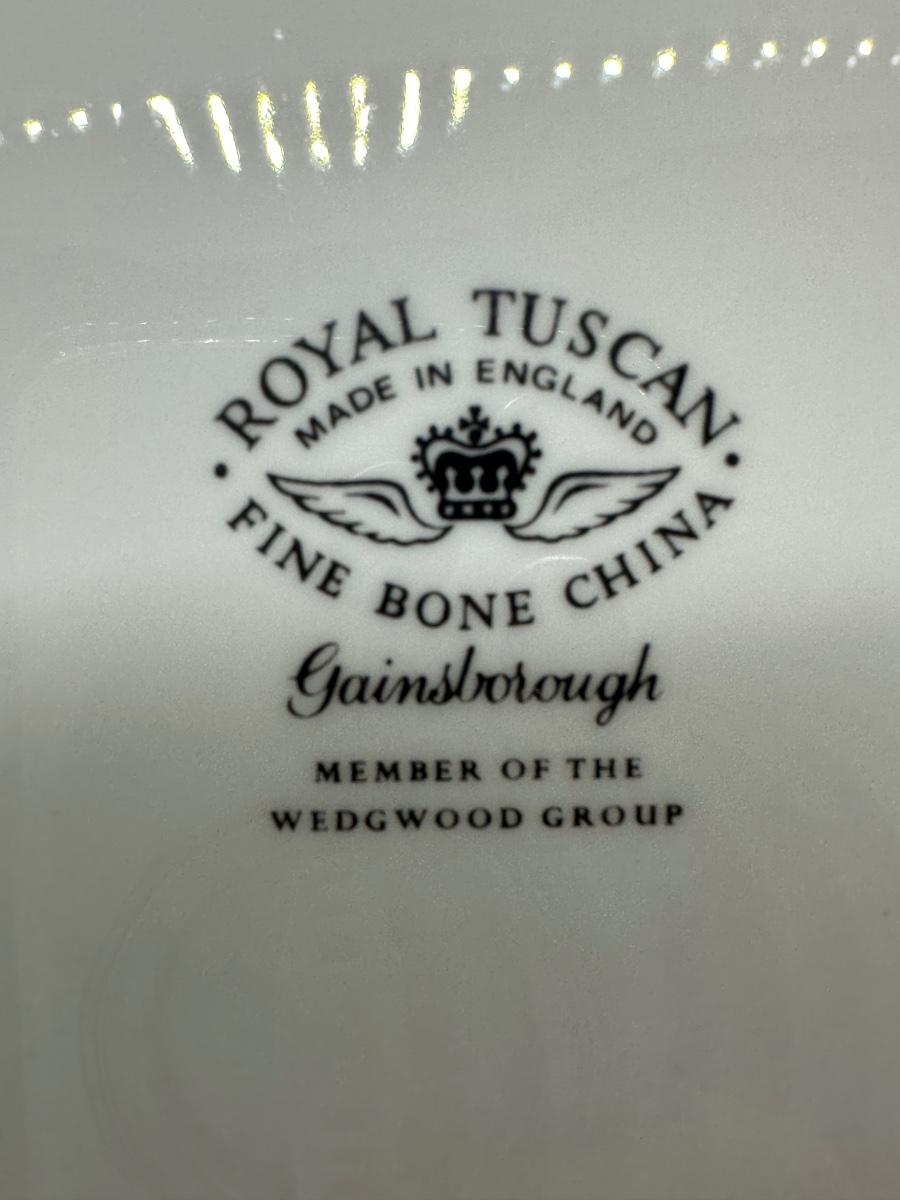 ROYAL TUSCAN
MADE IN ENGLAND
FINE BONE CHINA
Gainsborough
MEMBER OF THE
WEDGWOOD GROUP